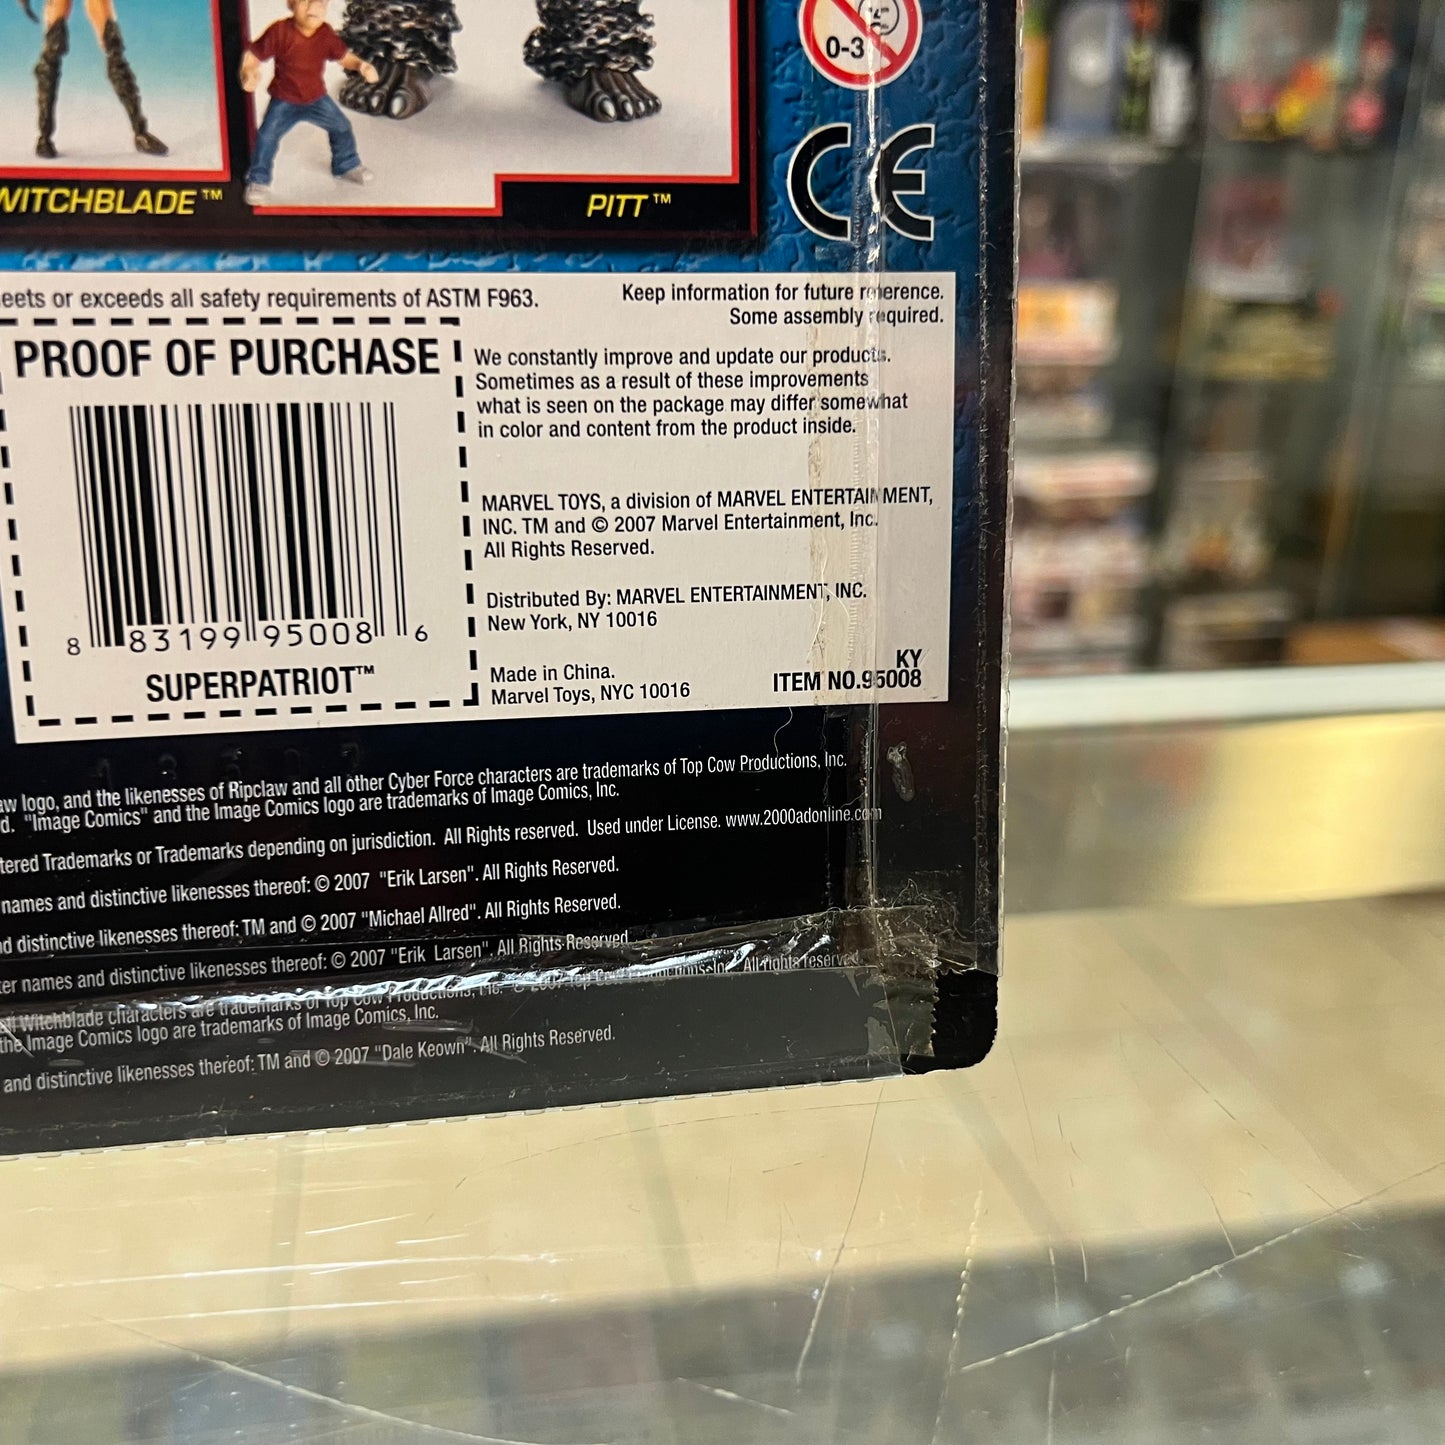 0-3
WITCHBLADE™
PITT™
CE
eets or exceeds all safety requirements of ASTM F963.
Keep information for future reference.
Some assembly required.
PROOF OF PURCHASE
8 83199 95008 6
SUPERPATRIOT™
We constantly improve and update our products.
Sometimes as a result of these improvements
what is seen on the package may differ somewhat
in color and content from the product inside.
MARVEL TOYS, a division of MARVEL ENTERTAINMENT,
INC. TM and © 2007 Marvel Entertainment, Inc.
All Rights Reserved.
Distributed By: MARVEL ENTERTAINMENT, INC.
New York, NY 10016
Made in China.
Marvel Toys, NYC 10016
KY
ITEM NO.95008
aw logo, and the likenesses of Ripclaw and all other Cyber Force characters are trademarks of Top Cow Productions, Inc.
d. "Image Comics" and the Image Comics logo are trademarks of Image Comics, Inc.
tered Trademarks or Trademarks depending on jurisdiction. All Rights reserved. Used under License. www.2000adonline.com
names and distinctive likenesses thereof: © 2007 "Erik Larsen". All Rights Reserved.
nd distinctive likenesses thereof: TM and © 2007 "Michael Allred". All Rights Reserved.
ter names and distinctive likenesses thereof: © 2007 "Erik Larsen". All Rights Reserved.
all Witchblade characters are trademarks of Top Cow Productions, Inc. © 2007 Top Cow Productions, Inc. All rights reserved.
the Image Comics logo are trademarks of Image Comics, Inc.
and distinctive likenesses thereof: TM and © 2007 "Dale Keown". All Rights Reserved.